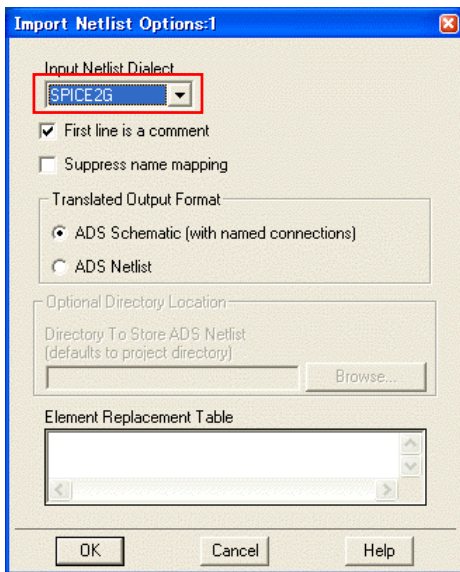 Import Netlist Options:1
Input Netlist Dialect
SPICE2G
First line is a comment
Suppress name mapping
Translated Output Format
ADS Schematic (with named connections)
ADS Netlist
Optional Directory Location
Directory To Store ADS Netlist
(defaults to project directory)
Browse...
Element Replacement Table
OK Cancel Help